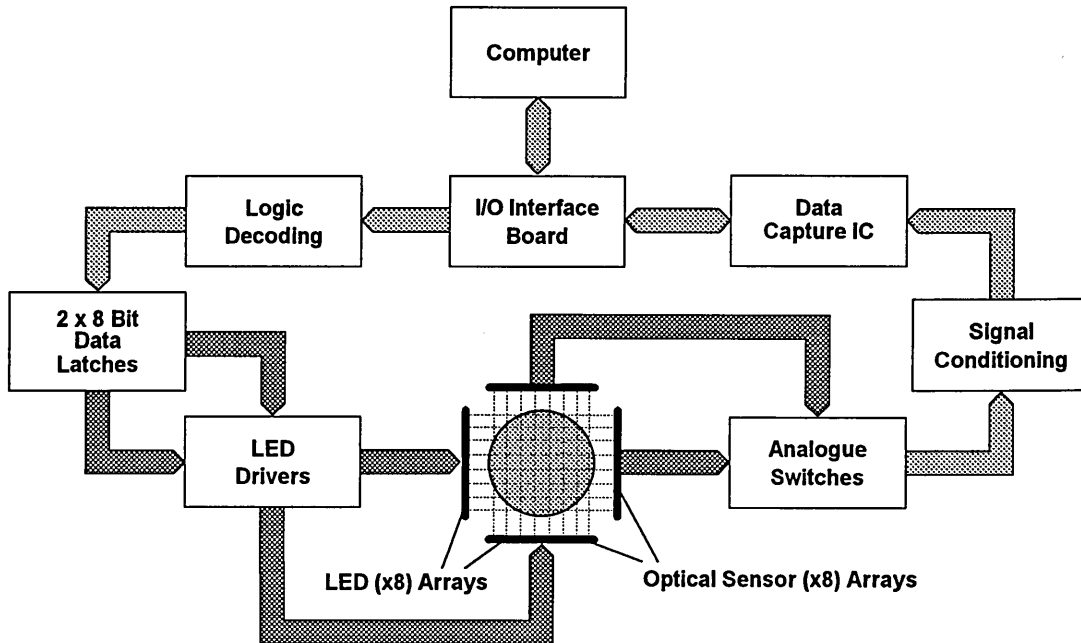 Computer
Logic
Decoding
I/O Interface
Board
Data
Capture IC
2 x 8 Bit
Data
Latches
Signal
Conditioning
LED
Drivers
Analogue
Switches
LED (x8) Arrays
Optical Sensor (x8) Arrays